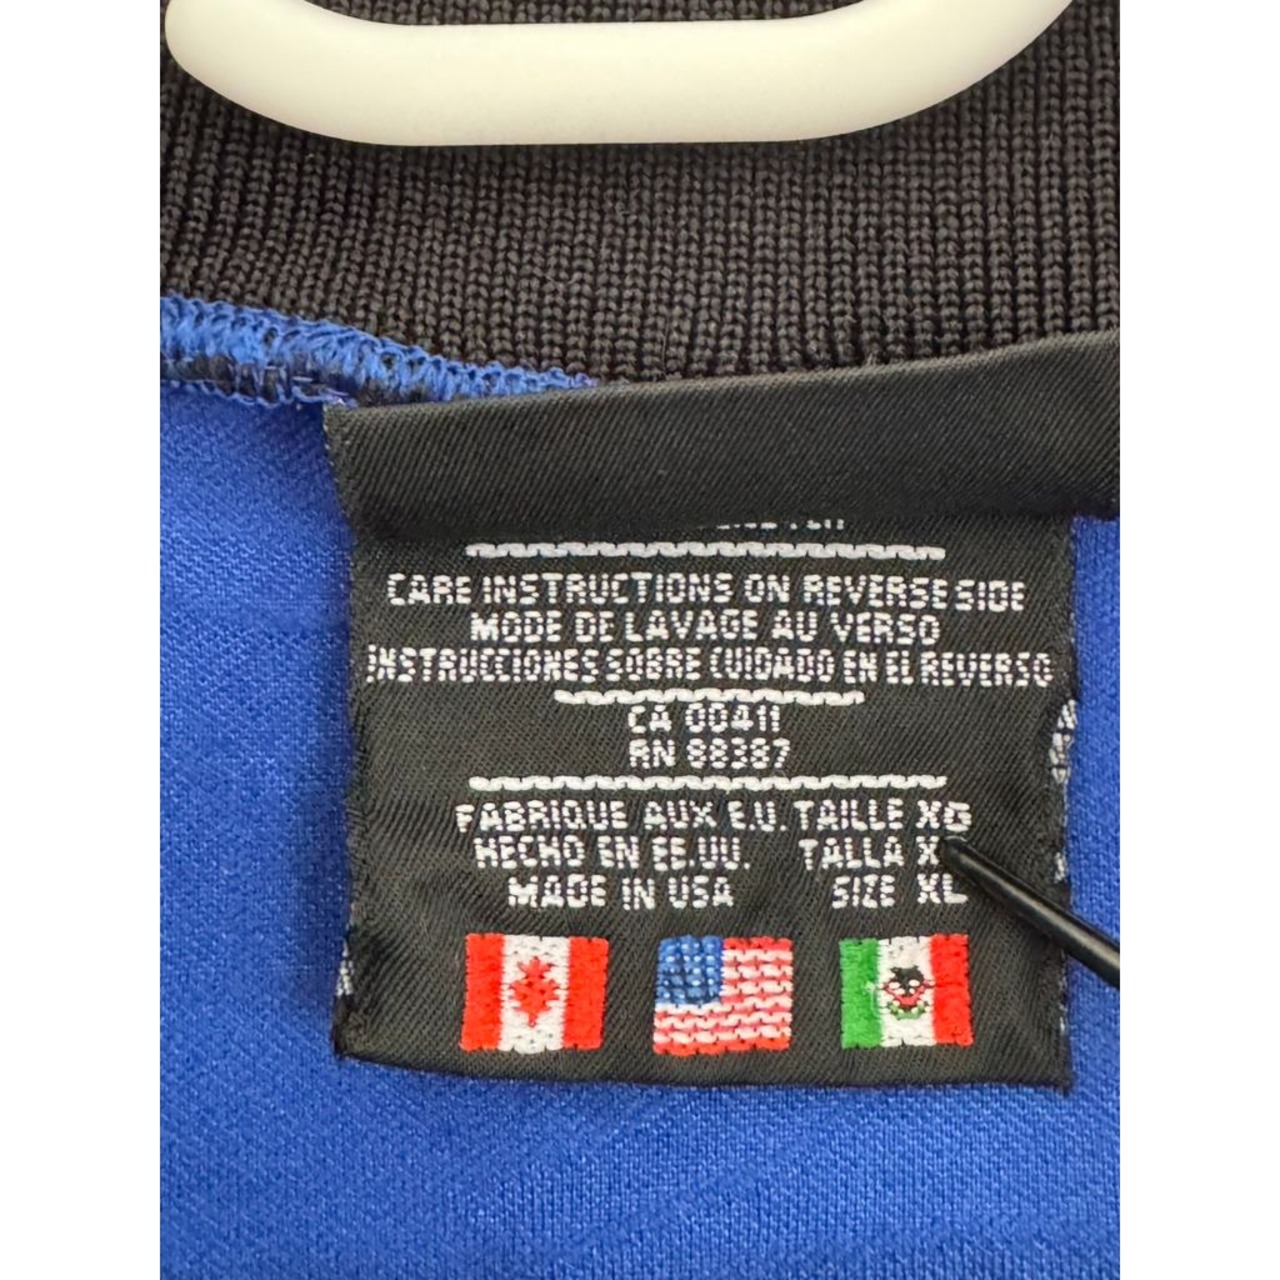 CARE INSTRUCTIONS ON REVERSE SIDE
MODE DE LAVAGE AU VERSO
INSTRUCCIONES SOBRE CUIDADO EN EL REVERSO
CA 00411
RN 88387
FABRIQUE AUX E.U. TAILLE XG
HECHO EN EE.UU. TALLA
MADE IN USA SIZE XL